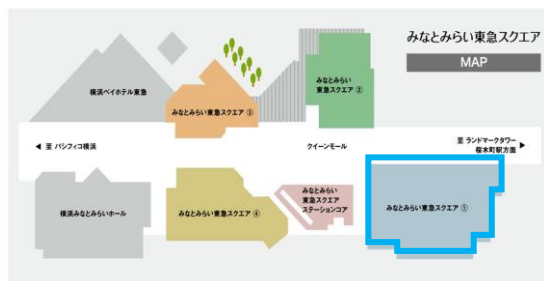 みなとみらい東急スクエア
MAP
横浜ベイホテル東急
みなとみらい東急スクエア ③
みなとみらい
東急スクエア ②
◀ 至 パシフィコ横浜
クイーンモール
至 ランドマークタワー
桜木町駅方面 ▶
横浜みなとみらいホール
みなとみらい東急スクエア ④
みなとみらい
東急スクエア
ステーションコア
みなとみらい東急スクエア ①